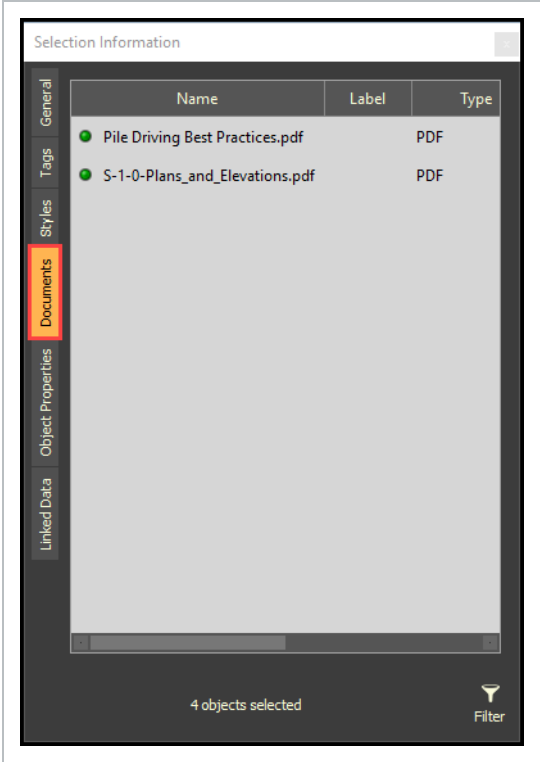 Selection Information
x
General
Tags
Styles
Documents
Object Properties
Linked Data
Name Label Type
Pile Driving Best Practices.pdf PDF
S-1-0-Plans_and_Elevations.pdf PDF
4 objects selected
Filter